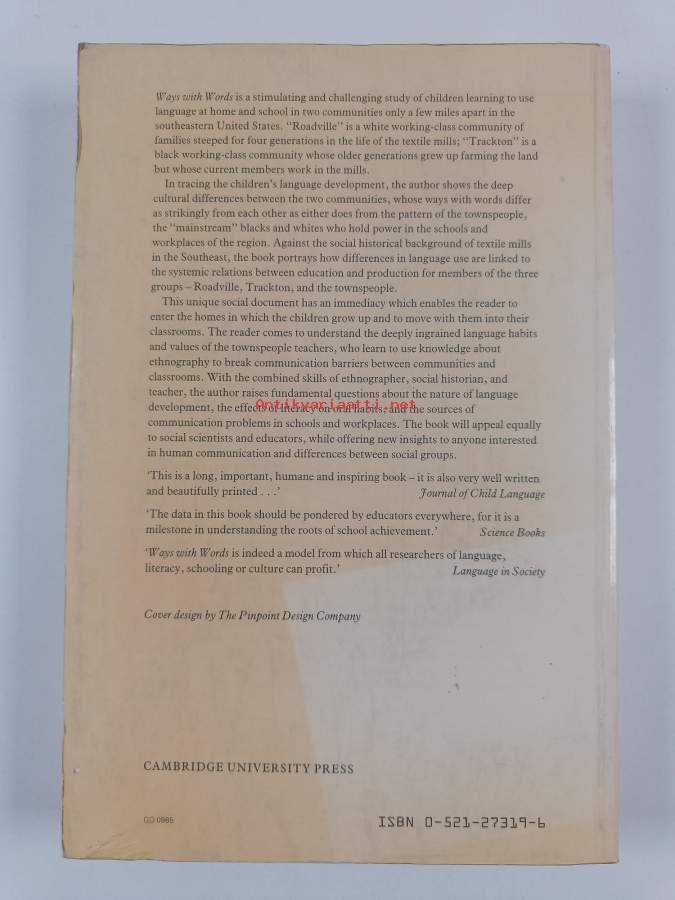 Ways with Words is a stimulating and challenging study of children learning to use
language at home and school in two communities only a few miles apart in the
southeastern United States. “Roadville” is a white working-class community of
families steeped for four generations in the life of the textile mills; “Trackton” is a
black working-class community whose older generations grew up farming the land
but whose current members work in the mills.
In tracing the children’s language development, the author shows the deep
cultural differences between the two communities, whose ways with words differ
as strikingly from each other as either does from the pattern of the townspeople,
the “mainstream” blacks and whites who hold power in the schools and
workplaces of the region. Against the social historical background of textile mills
in the Southeast, the book portrays how differences in language use are linked to
the systemic relations between education and production for members of the three
groups – Roadville, Trackton, and the townspeople.
This unique social document has an immediacy which enables the reader to
enter the homes in which the children grow up and to move with them into their
classrooms. The reader comes to understand the deeply ingrained language habits
and values of the townspeople teachers, who learn to use knowledge about
ethnography to break communication barriers between communities and
classrooms. With the combined skills of ethnographer, social historian, and
teacher, the author raises fundamental questions about the nature of language
development, the effects of literacy on oral habits, and the sources of
Antikvariaatti.net
communication problems in schools and workplaces. The book will appeal equally
to social scientists and educators, while offering new insights to anyone interested
in human communication and differences between social groups.
‘This is a long, important, humane and inspiring book – it is also very well written
and beautifully printed . . .’ Journal of Child Language
‘The data in this book should be pondered by educators everywhere, for it is a
milestone in understanding the roots of school achievement.’ Science Books
‘Ways with Words is indeed a model from which all researchers of language,
literacy, schooling or culture can profit.’ Language in Society
Cover design by The Pinpoint Design Company
CAMBRIDGE UNIVERSITY PRESS
GO 0985
ISBN 0-521-27319-6